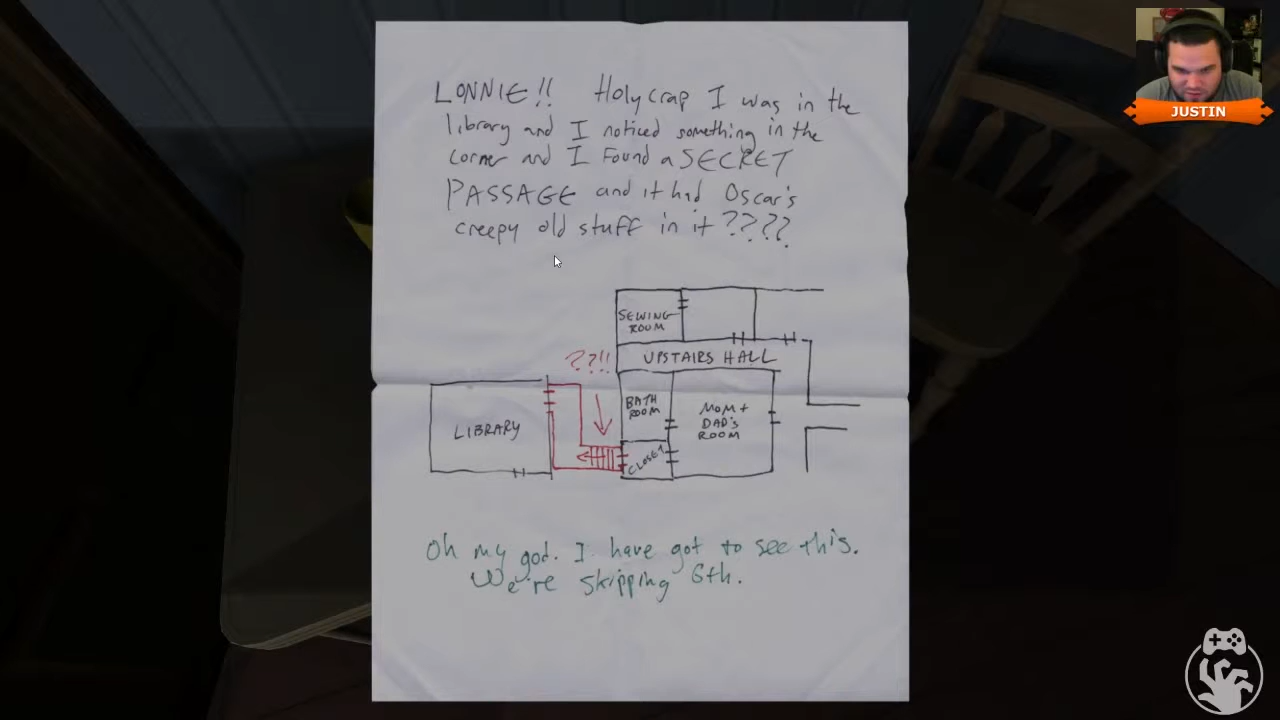 LONNIE!! Holy crap I was in the
library and I noticed something in the
corner and I found a SECRET
PASSAGE and it had Oscar's
creepy old stuff in it ????
SEWING
ROOM
UPSTAIRS HALL
??!!
BATH
ROOM
MOM +
DAD'S
ROOM
LIBRARY
CLOSET
Oh my god. I have got to see this.
We're skipping 6th.
JUSTIN